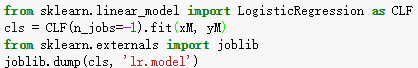 from sklearn.linear_model import LogisticRegression as CLF
cls = CLF(n_jobs=-1).fit(xM, yM)
from sklearn.externals import joblib
joblib.dump(cls, 'lr.model')